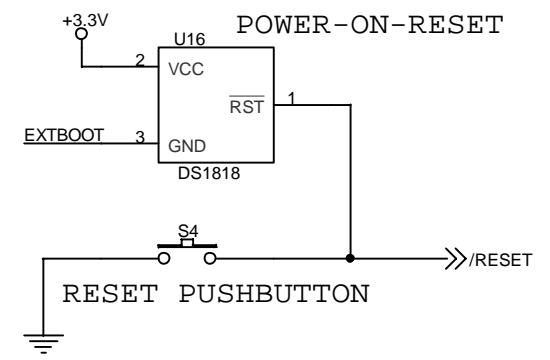 +3.3V
POWER-ON-RESET
U16
2
VCC
RST
1
EXTBOOT
3
GND
DS1818
S4
/RESET
RESET PUSHBUTTON